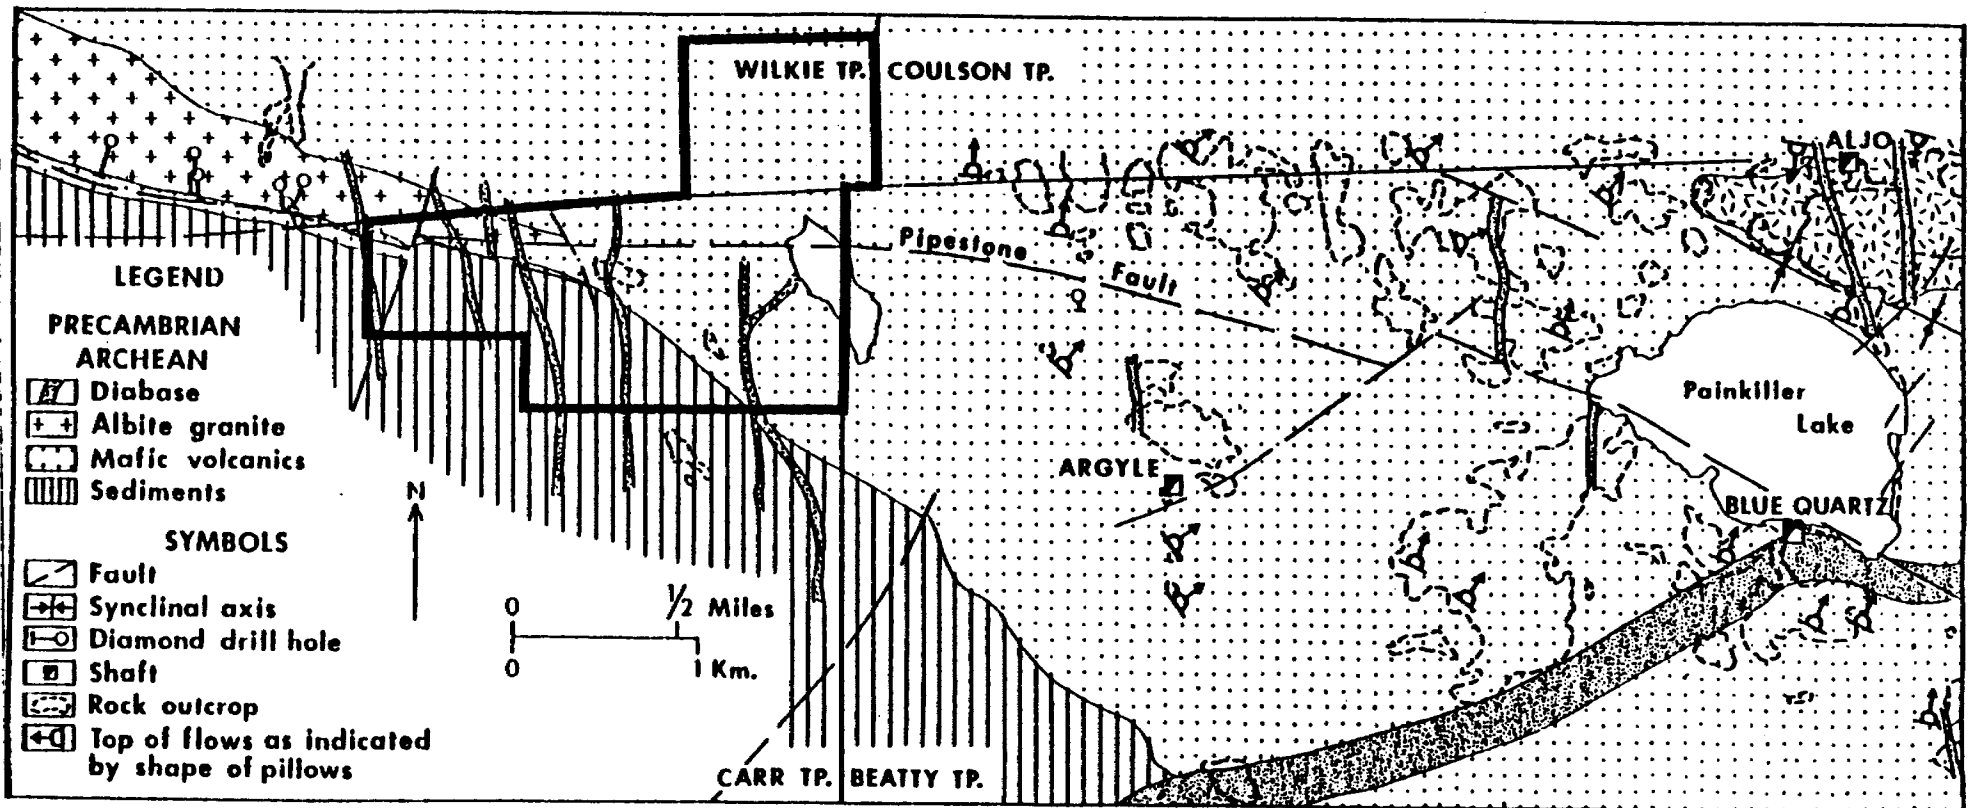 WILKIE TP. COULSON TP.
ALJO
Pipestone
Fault
Painkiller
Lake
ARGYLE
BLUE QUARTZ
CARR TP. BEATTY TP.
LEGEND
PRECAMBRIAN
ARCHEAN
Diabase
Albite granite
Mafic volcanics
Sediments
SYMBOLS
Fault
Synclinal axis
Diamond drill hole
Shaft
Rock outcrop
Top of flows as indicated
by shape of pillows
N
0 1/2 Miles
0 1 Km.